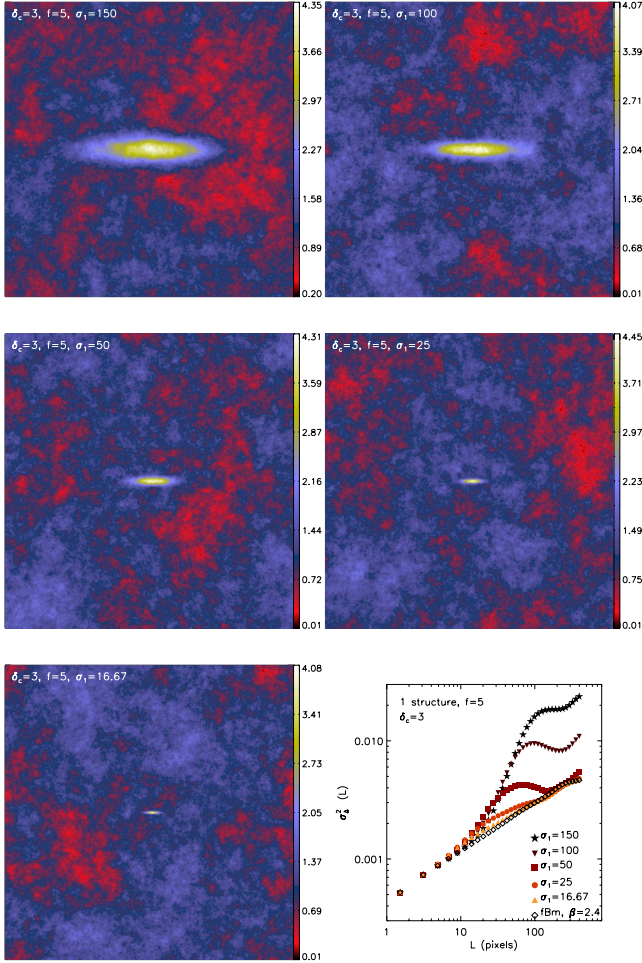 δc=3, f=5, σ1=150
4.35
3.66
2.97
2.27
1.58
0.89
0.20
δc=3, f=5, σ1=100
4.07
3.39
2.71
2.04
1.36
0.68
0.01
δc=3, f=5, σ1=50
4.31
3.59
2.88
2.16
1.44
0.72
0.01
δc=3, f=5, σ1=25
4.45
3.71
2.97
2.23
1.49
0.75
0.01
δc=3, f=5, σ1=16.67
4.08
3.41
2.73
2.05
1.37
0.69
0.01
1 structure, f=5
δc=3
0.010
0.001
σ²Δ (L)
σ1=150
σ1=100
σ1=50
σ1=25
σ1=16.67
fBm, β=2.4
1
10
100
L (pixels)